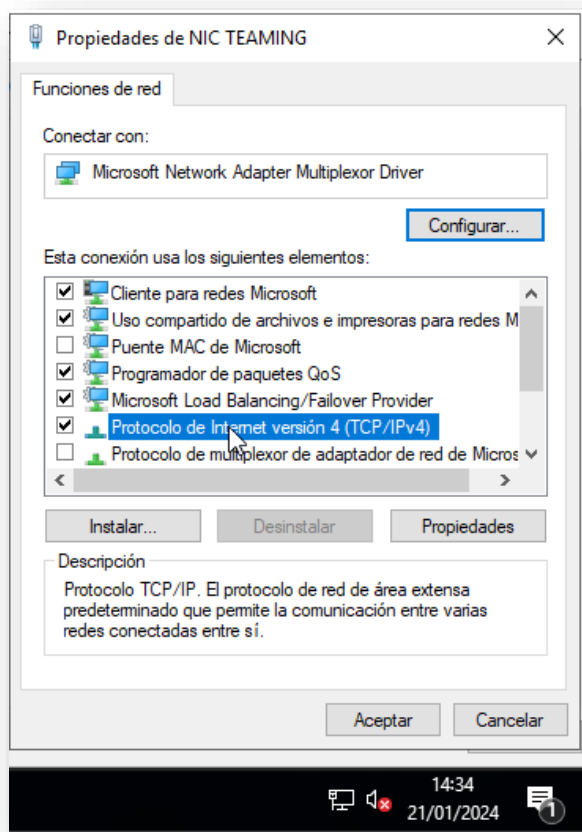 Propiedades de NIC TEAMING
Funciones de red
Conectar con:
Microsoft Network Adapter Multiplexor Driver
Configurar...
Esta conexión usa los siguientes elementos:
Cliente para redes Microsoft
Uso compartido de archivos e impresoras para redes M
Puente MAC de Microsoft
Programador de paquetes QoS
Microsoft Load Balancing/Failover Provider
Protocolo de Internet versión 4 (TCP/IPv4)
Protocolo de multiplexor de adaptador de red de Micros
Instalar...
Desinstalar
Propiedades
Descripción
Protocolo TCP/IP. El protocolo de red de área extensa
predeterminado que permite la comunicación entre varias
redes conectadas entre sí.
Aceptar
Cancelar
14:34
21/01/2024
1